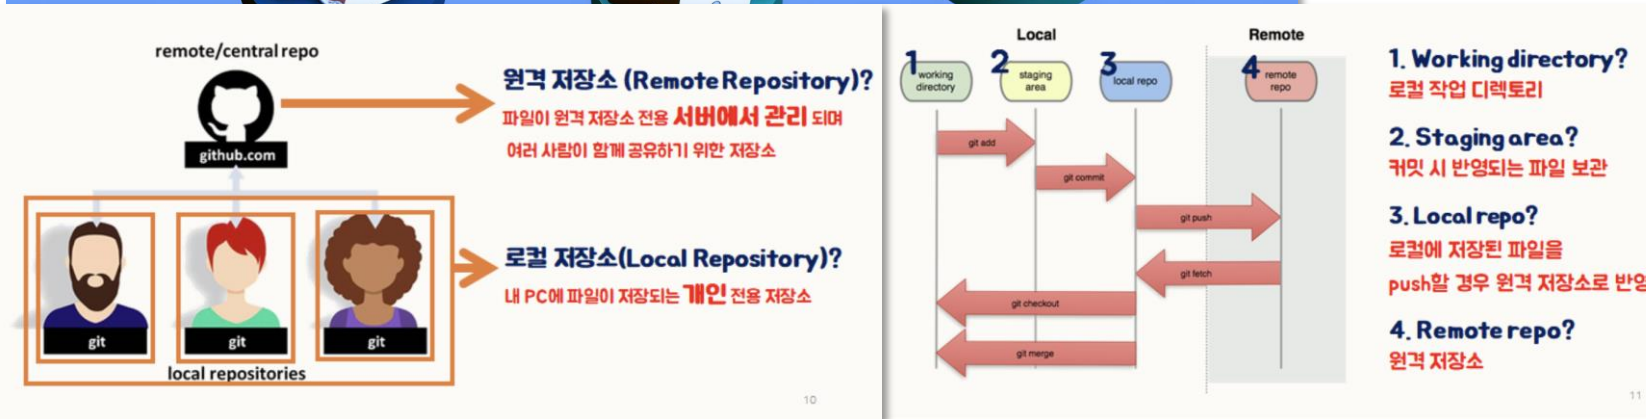 remote/central repo
github.com
git
git
git
local repositories
원격 저장소 (Remote Repository)?
파일이 원격 저장소 전용 서버에서 관리 되며
여러 사람이 함께 공유하기 위한 저장소
로컬 저장소(Local Repository)?
내 PC에 파일이 저장되는 개인 전용 저장소
10
Local
Remote
1
working
directory
2
staging
area
3
local repo
4
remote
repo
git add
git commit
git push
git fetch
git checkout
git merge
1. Working directory?
로컬 작업 디렉토리
2. Staging area?
커밋 시 반영되는 파일 보관
3. Local repo?
로컬에 저장된 파일을
push할 경우 원격 저장소로
4. Remote repo?
원격 저장소
11